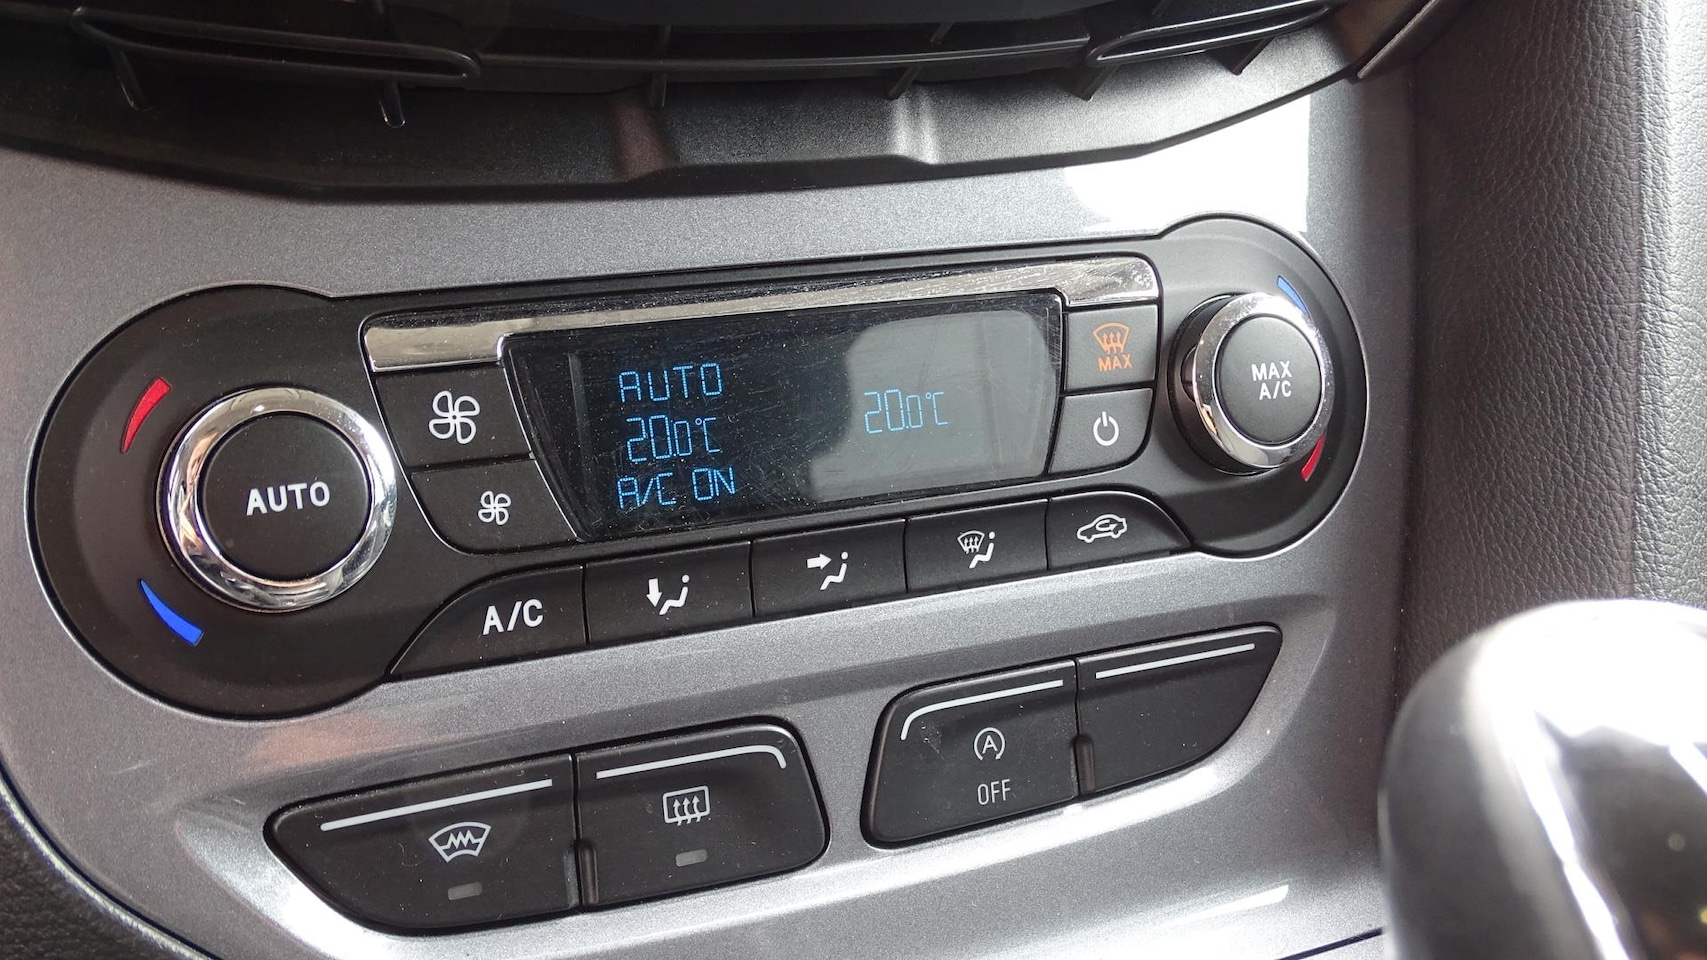 AUTO
AUTO
20.0°C
A/C ON
20.0°C
MAX
MAX
A/C
A/C
A
OFF